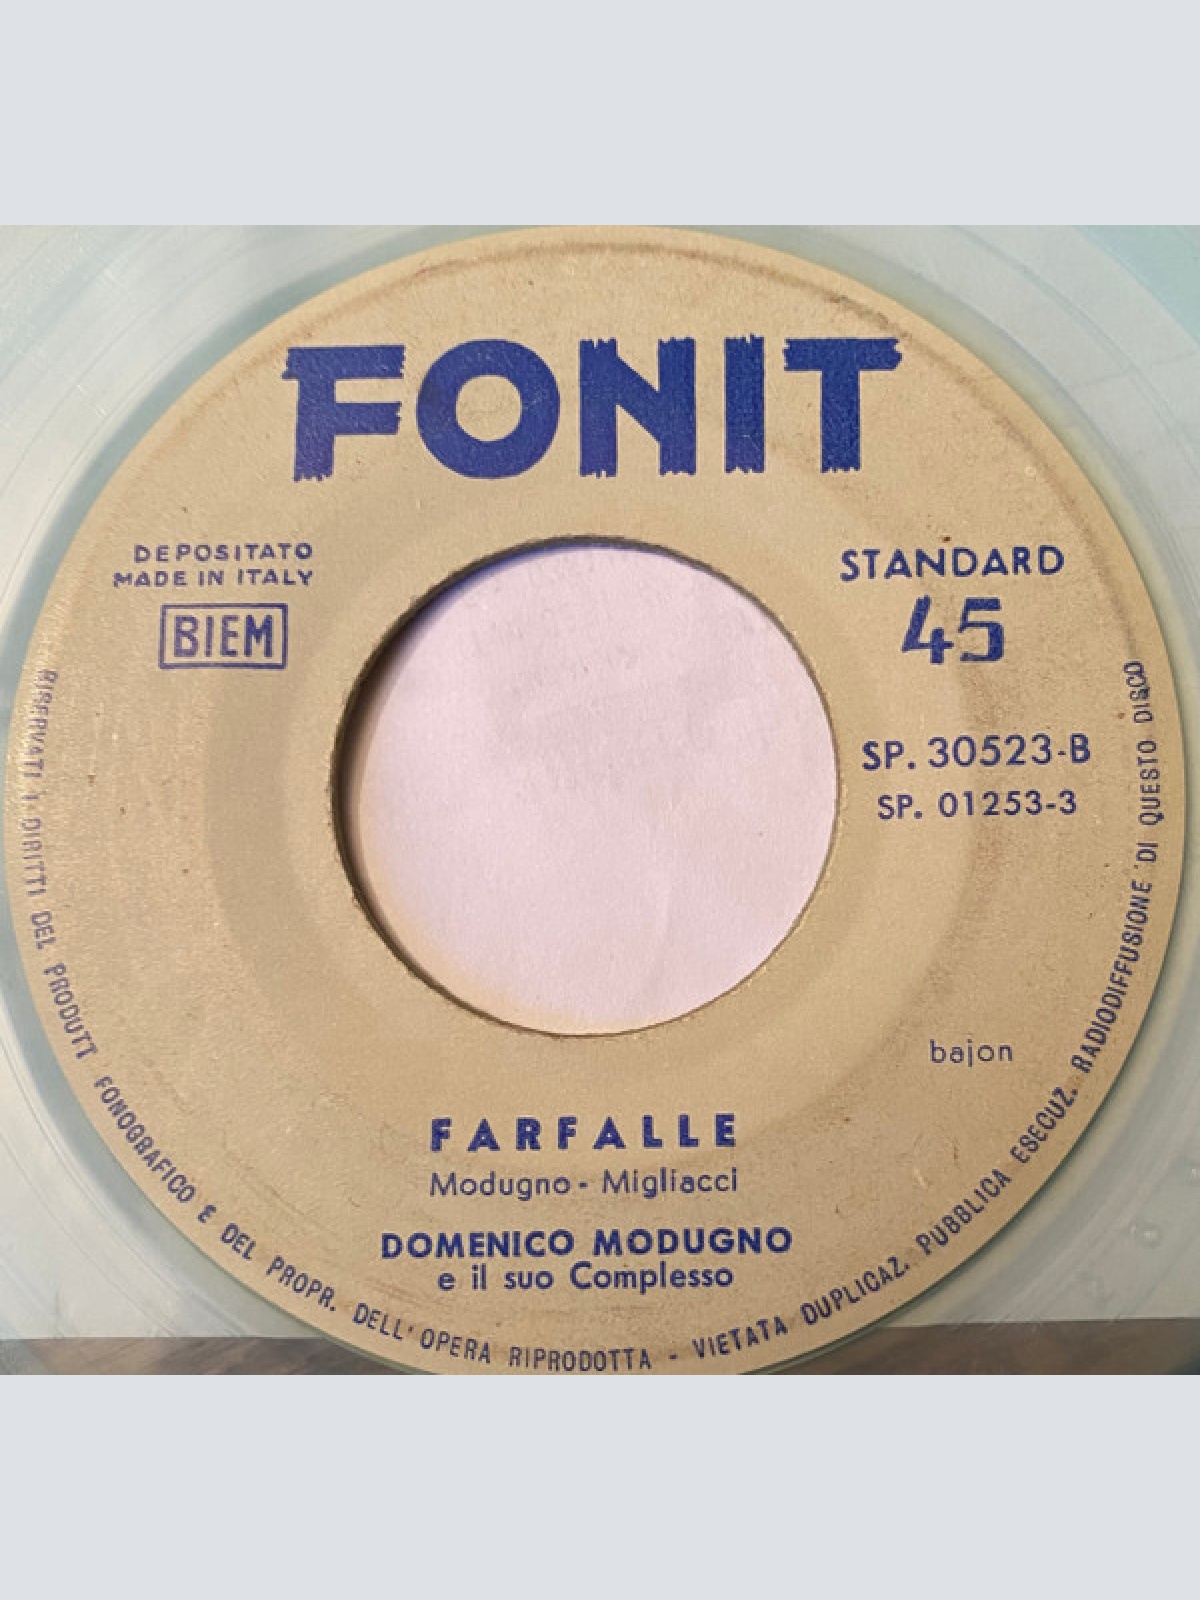 FONIT
DEPOSITATO
MADE IN ITALY
BIEM
STANDARD
45
SP. 30523-B
SP. 01253-3
bajon
FARFALLE
Modugno - Migliacci
DOMENICO MODUGNO
e il suo Complesso
RISERVATI I DIRITTI DEL PRODUTT FONOGRAFICO E DEL PROPR. DELL'OPERA RIPRODOTTA - VIETATA DUPLICAZ. PUBBLICA ESECUZ. RADIODIFFUSIONE DI QUESTO DISCO